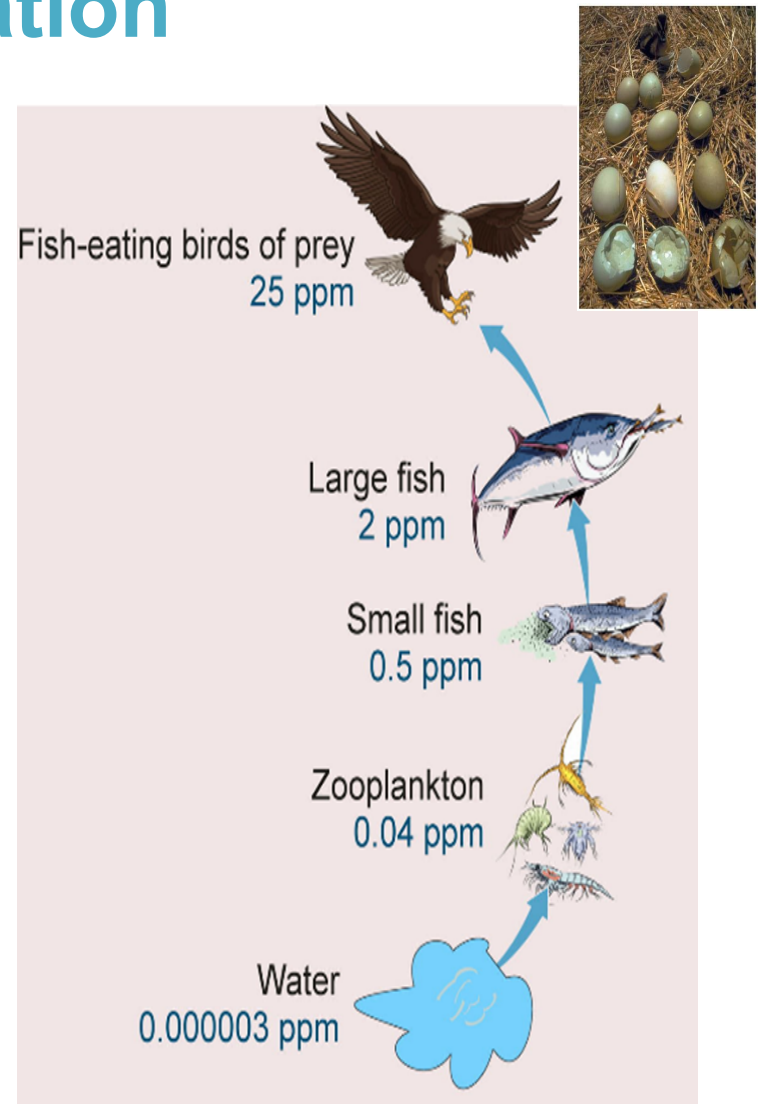 Fish-eating birds of prey
25 ppm
Large fish
2 ppm
Small fish
0.5 ppm
Zooplankton
0.04 ppm
Water
0.000003 ppm